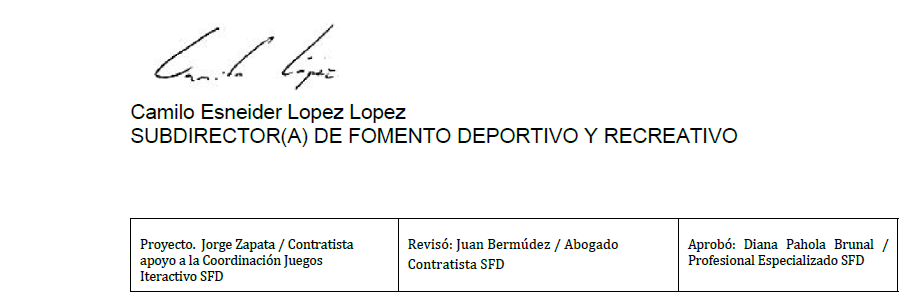 Camilo López
Camilo Esneider Lopez Lopez
SUBDIRECTOR(A) DE FOMENTO DEPORTIVO Y RECREATIVO
Proyecto. Jorge Zapata / Contratista
apoyo a la Coordinación Juegos
Iteractivo SFD
Revisó: Juan Bermúdez / Abogado
Contratista SFD
Aprobó: Diana Pahola Brunal /
Profesional Especializado SFD